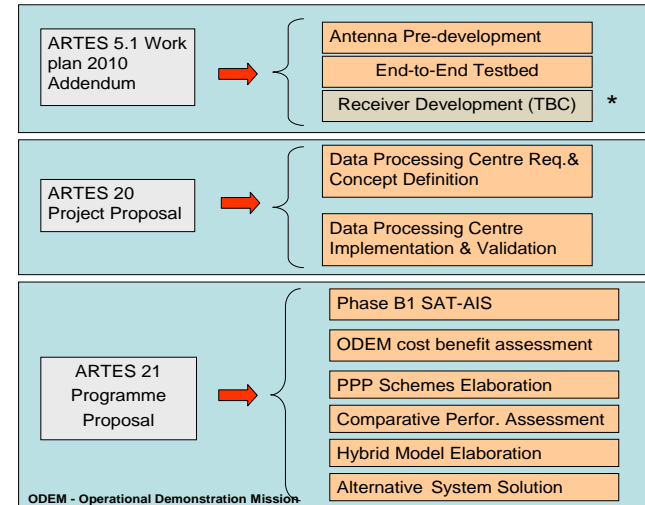 ARTES 5.1 Work
plan 2010
Addendum
Antenna Pre-development
End-to-End Testbed
Receiver Development (TBC)
*
ARTES 20
Project Proposal
Data Processing Centre Req.&
Concept Definition
Data Processing Centre
Implementation & Validation
ARTES 21
Programme
Proposal
Phase B1 SAT-AIS
ODEM cost benefit assessment
PPP Schemes Elaboration
Comparative Perfor. Assessment
Hybrid Model Elaboration
Alternative System Solution
ODEM - Operational Demonstration Mission